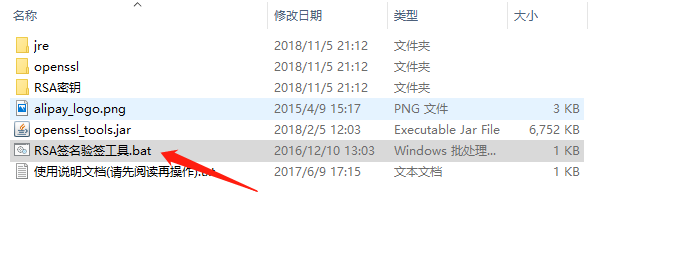 名称 修改日期 类型 大小
jre 2018/11/5 21:12 文件夹
openssl 2018/11/5 21:12 文件夹
RSA密钥 2018/11/5 21:12 文件夹
alipay_logo.png 2015/4/9 15:17 PNG 文件 3 KB
openssl_tools.jar 2018/2/5 12:03 Executable Jar File 6,752 KB
RSA签名验签工具.bat 2016/12/10 13:03 Windows 批处理... 1 KB
使用说明文档(请先阅读再操作).txt 2017/6/9 17:15 文本文档 1 KB